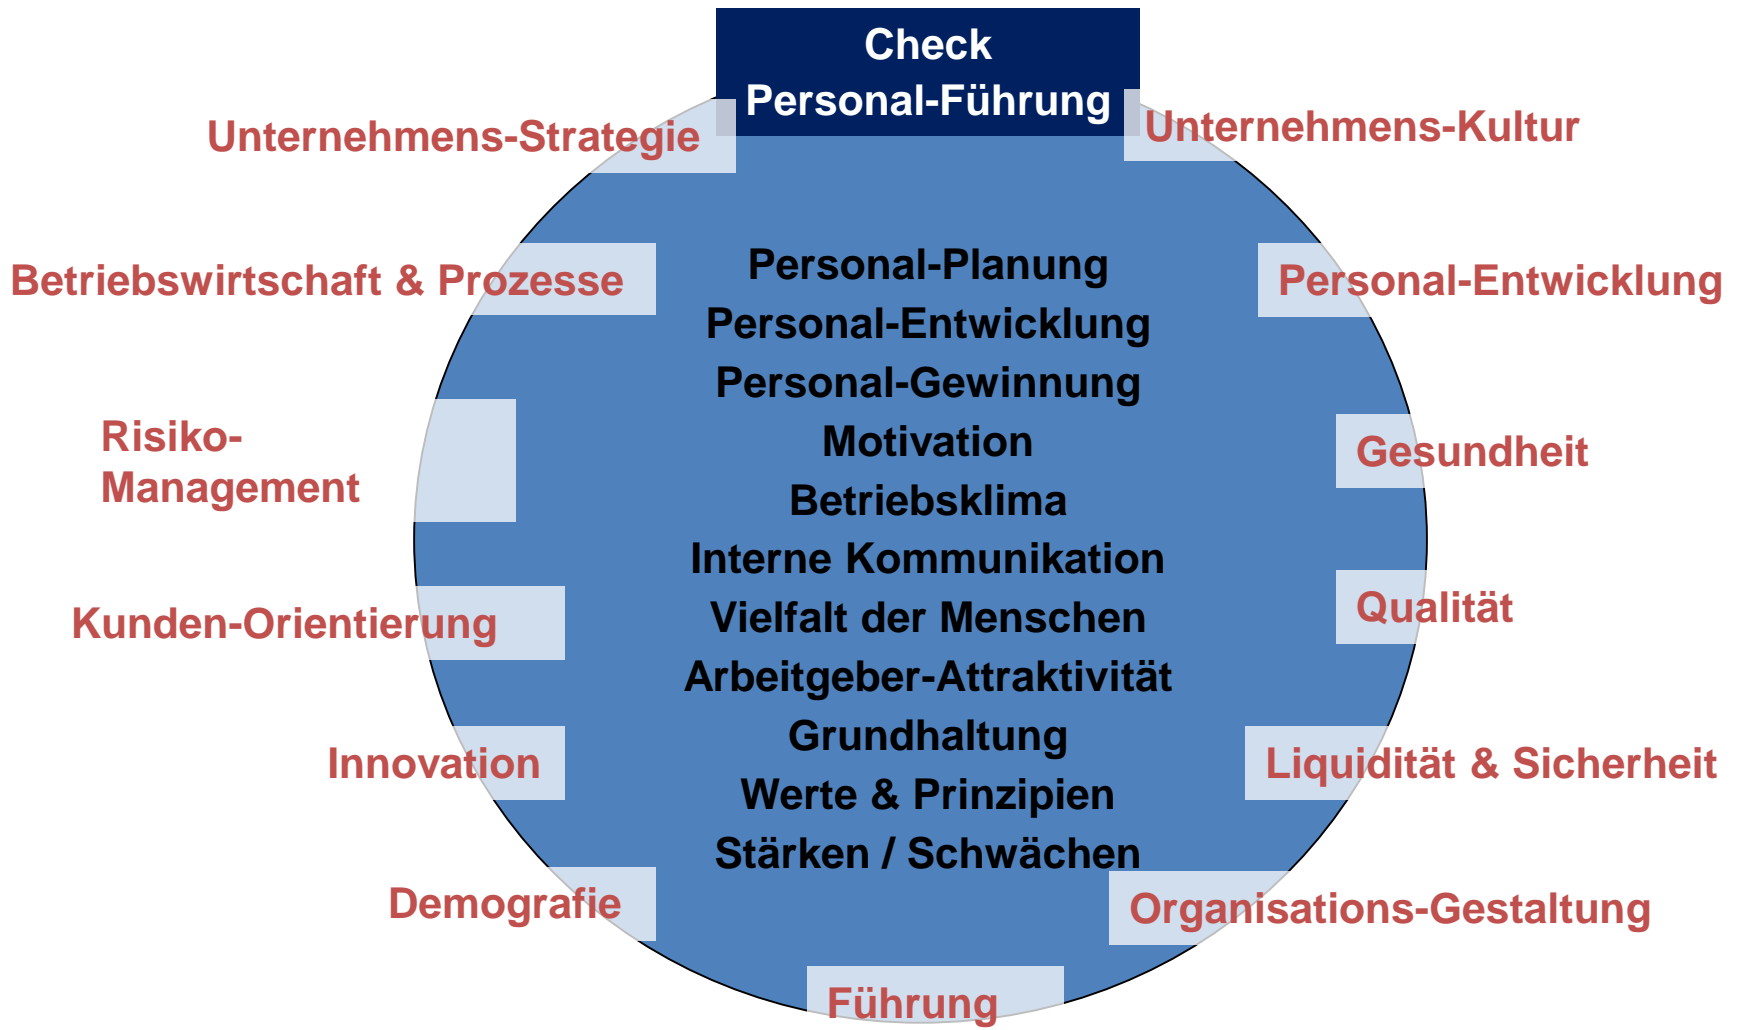 Check
Personal-Führung
Unternehmens-Strategie
Unternehmens-Kultur
Betriebswirtschaft & Prozesse
Personal-Entwicklung
Risiko-
Management
Gesundheit
Kunden-Orientierung
Qualität
Innovation
Liquidität & Sicherheit
Demografie
Organisations-Gestaltung
Führung
Personal-Planung
Personal-Entwicklung
Personal-Gewinnung
Motivation
Betriebsklima
Interne Kommunikation
Vielfalt der Menschen
Arbeitgeber-Attraktivität
Grundhaltung
Werte & Prinzipien
Stärken / Schwächen